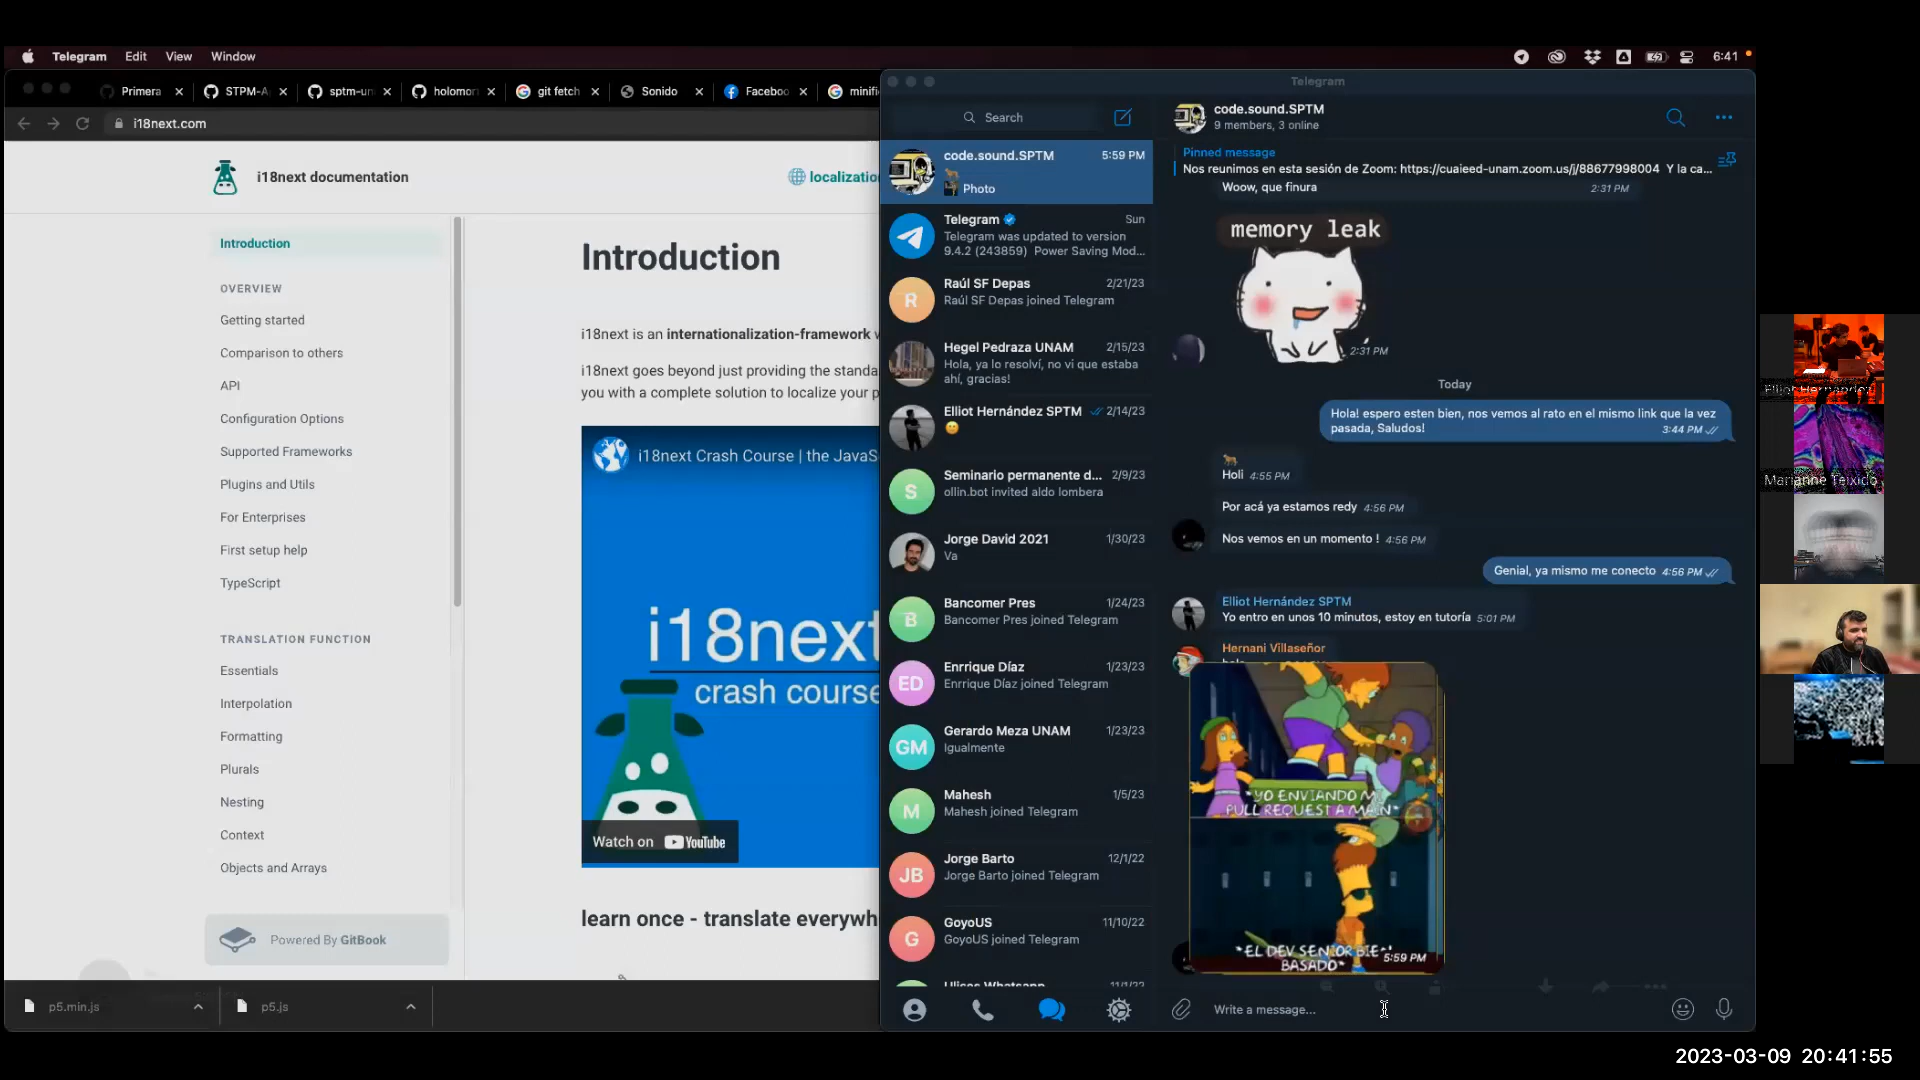 Telegram Edit View Window
6:41
Primera
STPM-A
sptm-un
holomor
git fetch
Sonido
Faceboo
minifi
i18next.com
i18next documentation
localizatio
Introduction
OVERVIEW
Getting started
Comparison to others
API
Configuration Options
Supported Frameworks
Plugins and Utils
For Enterprises
First setup help
TypeScript
TRANSLATION FUNCTION
Essentials
Interpolation
Formatting
Plurals
Nesting
Context
Objects and Arrays
Powered By GitBook
Introduction
i18next is an internationalization-framework
i18next goes beyond just providing the standa
you with a complete solution to localize your p
i18next Crash Course | the JavaS
i18next
crash course
Watch on YouTube
learn once - translate everywh
p5.min.js
p5.js
Telegram
Search
code.sound.SPTM 5:59 PM
Photo
Telegram Sun
Telegram was updated to version
9.4.2 (243859) Power Saving Mod...
R
Raúl SF Depas 2/21/23
Raúl SF Depas joined Telegram
Hegel Pedraza UNAM 2/15/23
Hola, ya lo resolví, no vi que estaba
ahí, gracias!
Elliot Hernández SPTM 2/14/23
S
Seminario permanente d... 2/9/23
ollin.bot invited aldo lombera
Jorge David 2021 1/30/23
Va
Bancomer Pres 1/24/23
B
Bancomer Pres joined Telegram
Enrrique Díaz 1/23/23
ED
Enrrique Díaz joined Telegram
Gerardo Meza UNAM 1/23/23
GM
Igualmente
Mahesh 1/5/23
M
Mahesh joined Telegram
Jorge Barto 12/1/22
JB
Jorge Barto joined Telegram
GoyoUS 11/10/22
G
GoyoUS joined Telegram
code.sound.SPTM
9 members, 3 online
Pinned message
Nos reunimos en esta sesión de Zoom: https://cuaieed-unam.zoom.us/j/88677998004 Y la ca...
Woow, que finura 2:31 PM
memory leak
2:31 PM
Today
Hola! espero esten bien, nos vemos al rato en el mismo link que la vez
pasada, Saludos! 3:44 PM
Holi 4:55 PM
Por acá ya estamos redy 4:56 PM
Nos vemos en un momento ! 4:56 PM
Genial, ya mismo me conecto 4:56 PM
Elliot Hernández SPTM
Yo entro en unos 10 minutos, estoy en tutoría 5:01 PM
Hernani Villaseñor
*YO ENVIANDO MI
PULL REQUEST A MAIN*
*EL DEV SENIOR BIEN
BASADO*
5:59 PM
Write a message...
Elliot Hernandez
Marianne Teixido
2023-03-09 20:41:55